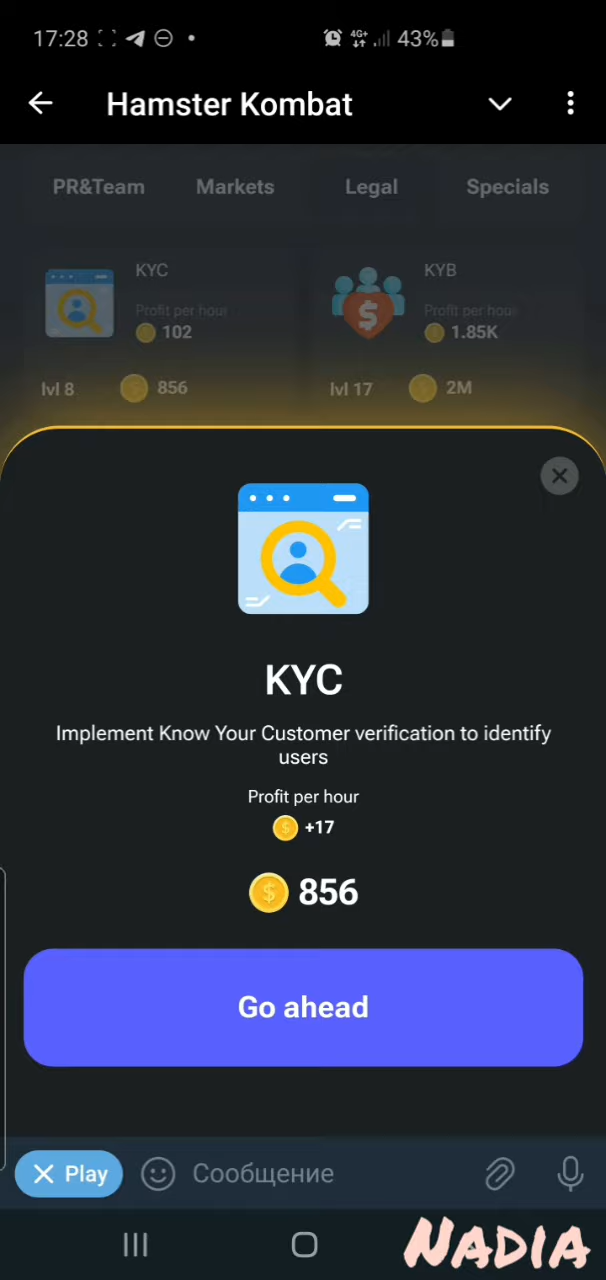 17:28 4G+ 43%
Hamster Kombat
PR&Team Markets Legal Specials
KYC KYB
Profit per hour Profit per hour
102 1.85K
lvl 8 856 lvl 17 2M
KYC
Implement Know Your Customer verification to identify
users
Profit per hour
+17
856
Go ahead
Play Сообщение
NADIA